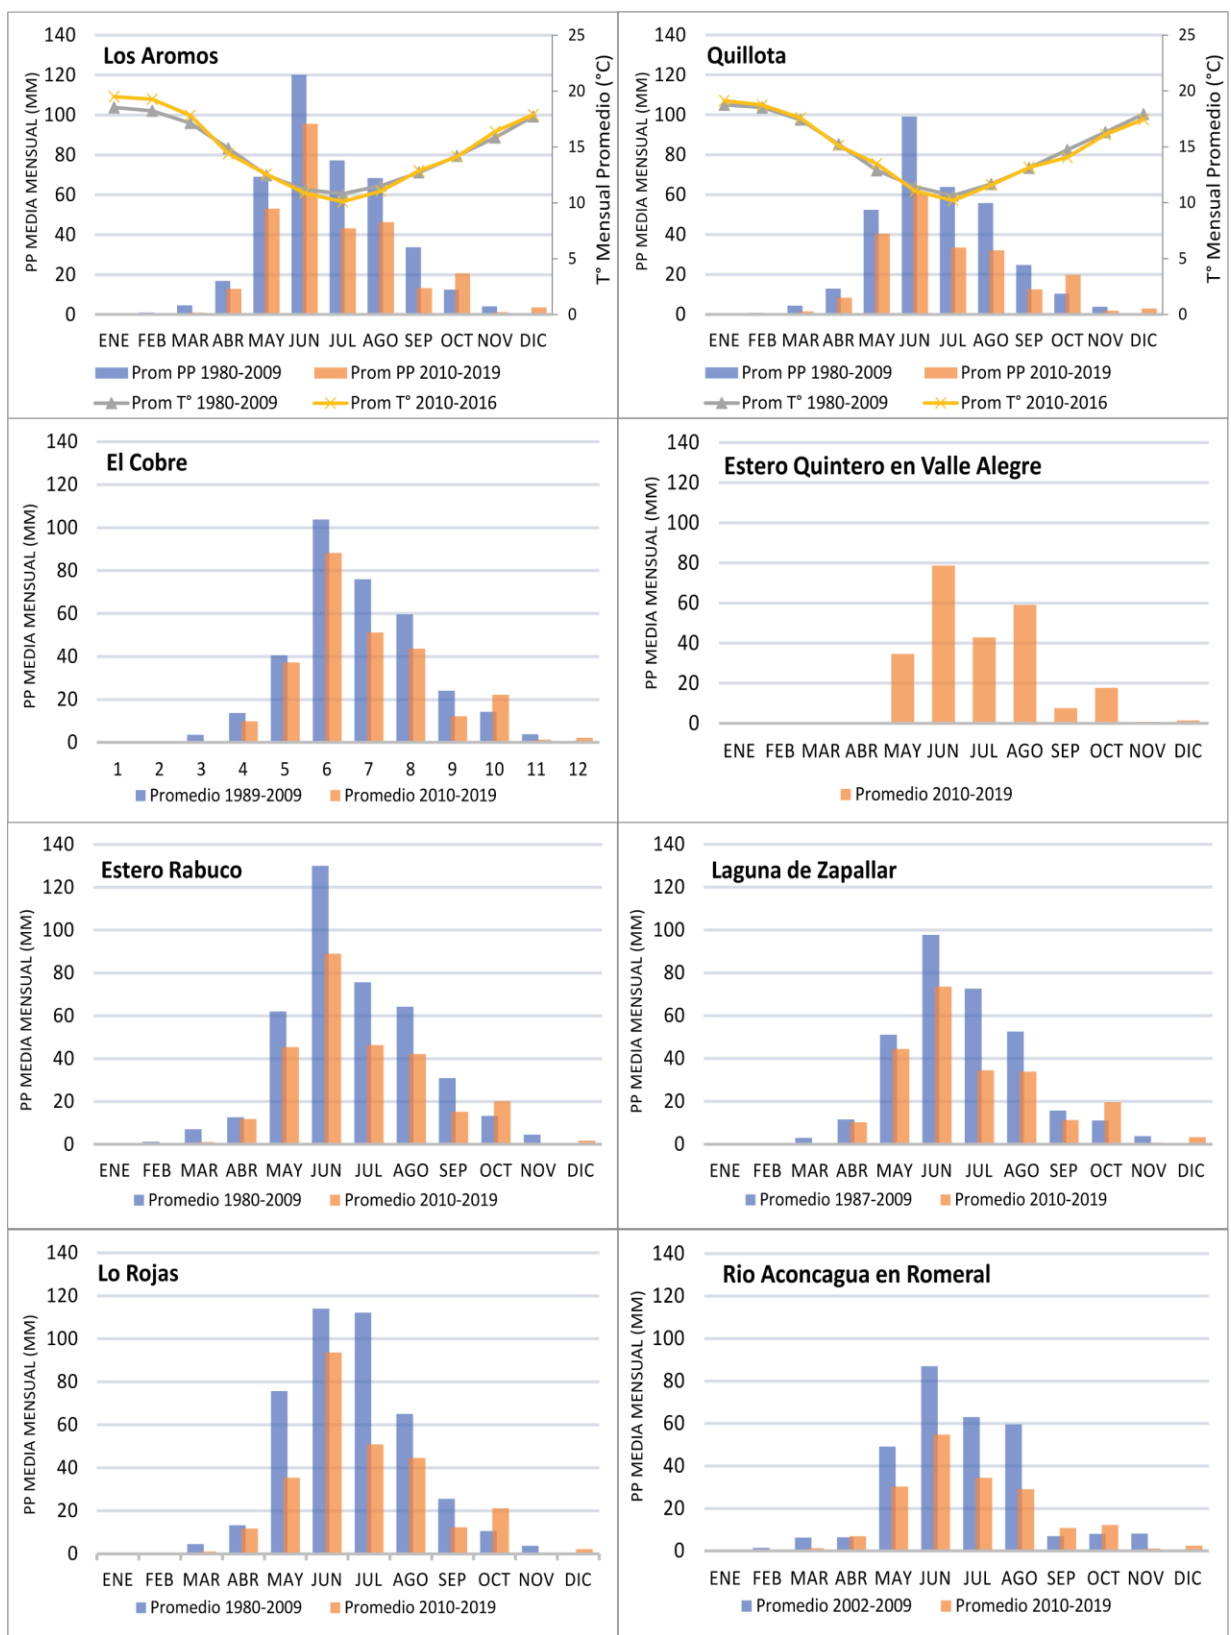 Los Aromos
PP MEDIA MENSUAL (MM)
140
120
100
80
60
40
20
0
25
20
15
10
5
0
T° Mensual Promedio (°C)
ENE FEB MAR ABR MAY JUN JUL AGO SEP OCT NOV DIC
Prom PP 1980-2009 Prom PP 2010-2019
Prom T° 1980-2009 Prom T° 2010-2016
Quillota
PP MEDIA MENSUAL (MM)
140
120
100
80
60
40
20
0
25
20
15
10
5
0
T° Mensual Promedio (°C)
ENE FEB MAR ABR MAY JUN JUL AGO SEP OCT NOV DIC
Prom PP 1980-2009 Prom PP 2010-2019
Prom T° 1980-2009 Prom T° 2010-2016
El Cobre
PP MEDIA MENSUAL (MM)
140
120
100
80
60
40
20
0
1 2 3 4 5 6 7 8 9 10 11 12
Promedio 1989-2009 Promedio 2010-2019
Estero Quintero en Valle Alegre
PP MEDIA MENSUAL (MM)
140
120
100
80
60
40
20
0
ENE FEB MAR ABR MAY JUN JUL AGO SEP OCT NOV DIC
Promedio 2010-2019
Estero Rabuco
PP MEDIA MENSUAL (MM)
140
120
100
80
60
40
20
0
ENE FEB MAR ABR MAY JUN JUL AGO SEP OCT NOV DIC
Promedio 1980-2009 Promedio 2010-2019
Laguna de Zapallar
PP MEDIA MENSUAL (MM)
140
120
100
80
60
40
20
0
ENE FEB MAR ABR MAY JUN JUL AGO SEP OCT NOV DIC
Promedio 1987-2009 Promedio 2010-2019
Lo Rojas
PP MEDIA MENSUAL (MM)
140
120
100
80
60
40
20
0
ENE FEB MAR ABR MAY JUN JUL AGO SEP OCT NOV DIC
Promedio 1980-2009 Promedio 2010-2019
Rio Aconcagua en Romeral
PP MEDIA MENSUAL (MM)
140
120
100
80
60
40
20
0
ENE FEB MAR ABR MAY JUN JUL AGO SEP OCT NOV DIC
Promedio 2002-2009 Promedio 2010-2019